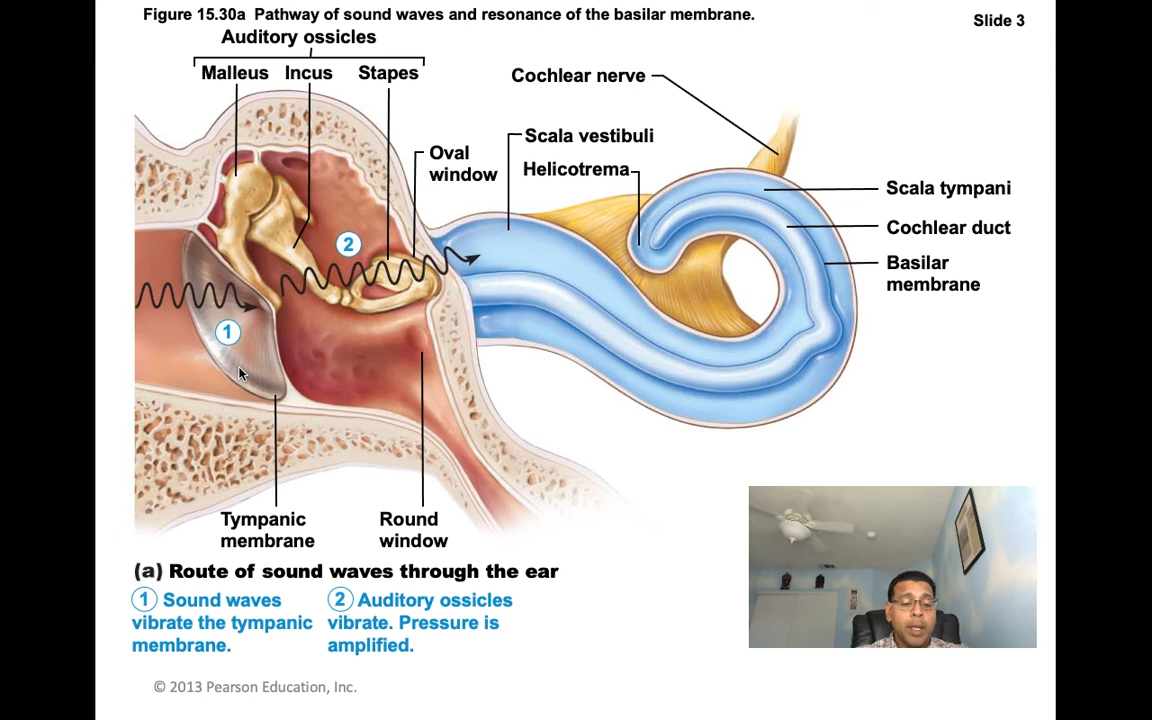 Figure 15.30a Pathway of sound waves and resonance of the basilar membrane.
Slide 3
Auditory ossicles
Malleus Incus Stapes
Cochlear nerve
Scala vestibuli
Oval
window
Helicotrema
Scala tympani
Cochlear duct
Basilar
membrane
2
1
Tympanic
membrane
Round
window
(a) Route of sound waves through the ear
1 Sound waves
vibrate the tympanic
membrane.
2 Auditory ossicles
vibrate. Pressure is
amplified.
© 2013 Pearson Education, Inc.